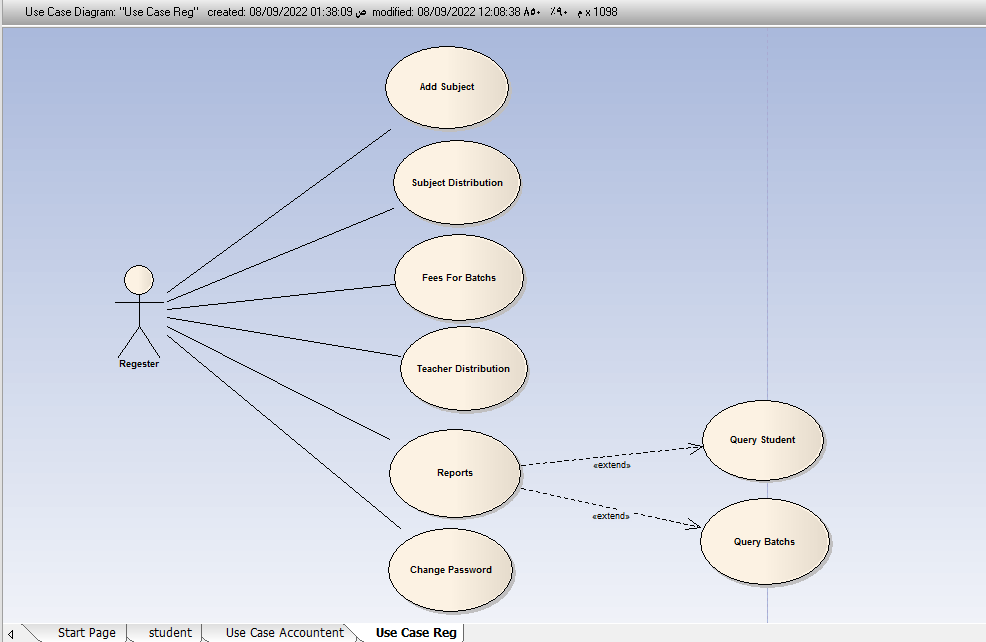 Use Case Diagram: "Use Case Reg" created: 08/09/2022 01:38:09 ص modified: 08/09/2022 12:08:38 م ٩٠٪ ٨٥٠ x 1098
Add Subject
Subject Distribution
Fees For Batchs
Teacher Distribution
Regester
Reports
Change Password
Query Student
«extend»
«extend»
Query Batchs
Start Page student Use Case Accountent Use Case Reg